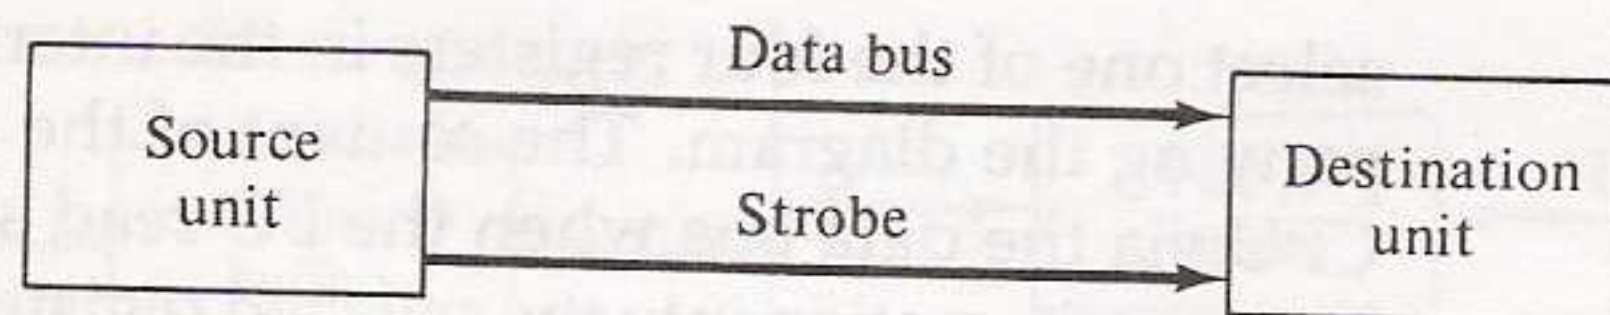 Data bus
Source
unit
Strobe
Destination
unit